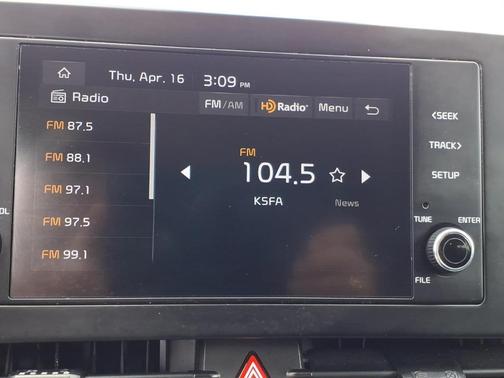 Thu, Apr. 16 3:09 PM
Radio FM/AM HD Radio Menu
FM 87.5
FM 88.1
FM 97.1
FM 97.5
FM 99.1
FM
104.5
KSFA News
<SEEK
TRACK>
SETUP
TUNE ENTER
FILE